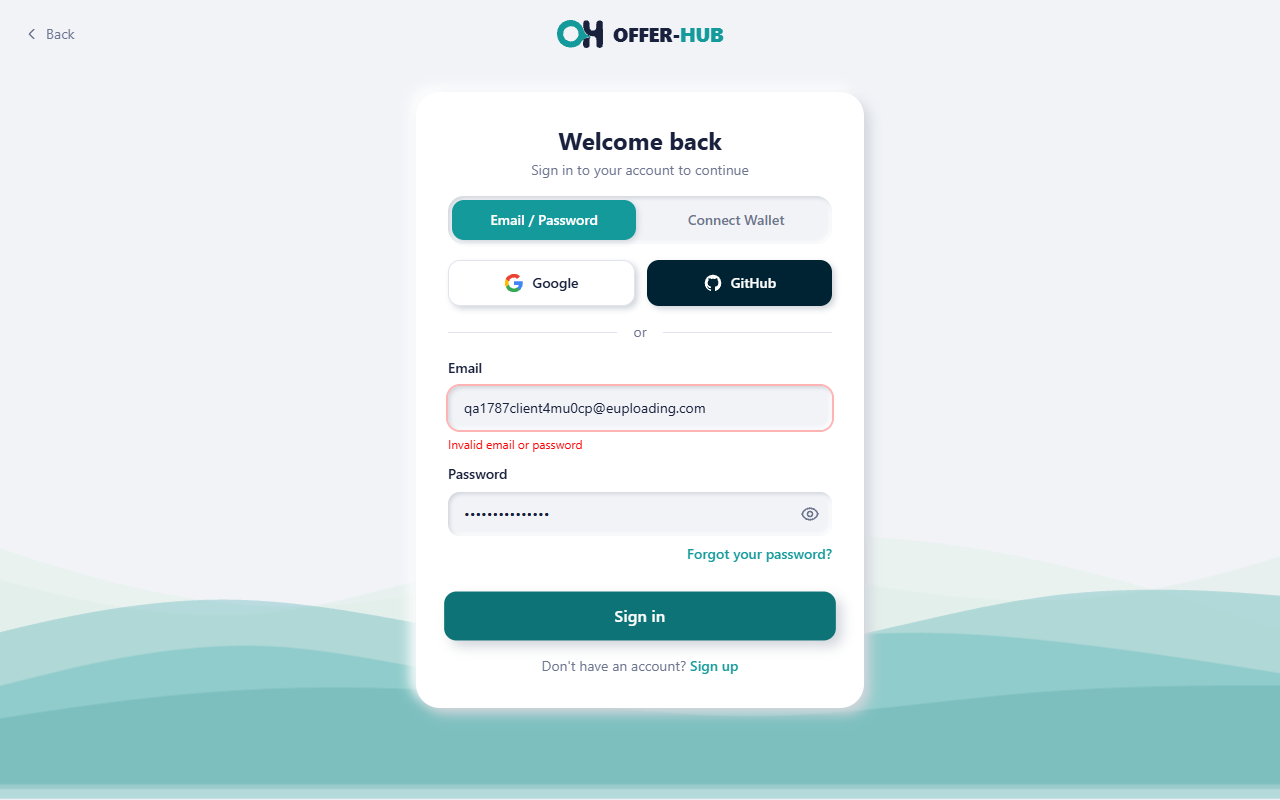 Back
OFFER-HUB
Welcome back
Sign in to your account to continue
Email / Password
Connect Wallet
Google
GitHub
or
Email
qa1787client4mu0cp@euploading.com
Invalid email or password
Password
•••••••••••••••
Forgot your password?
Sign in
Don't have an account? Sign up